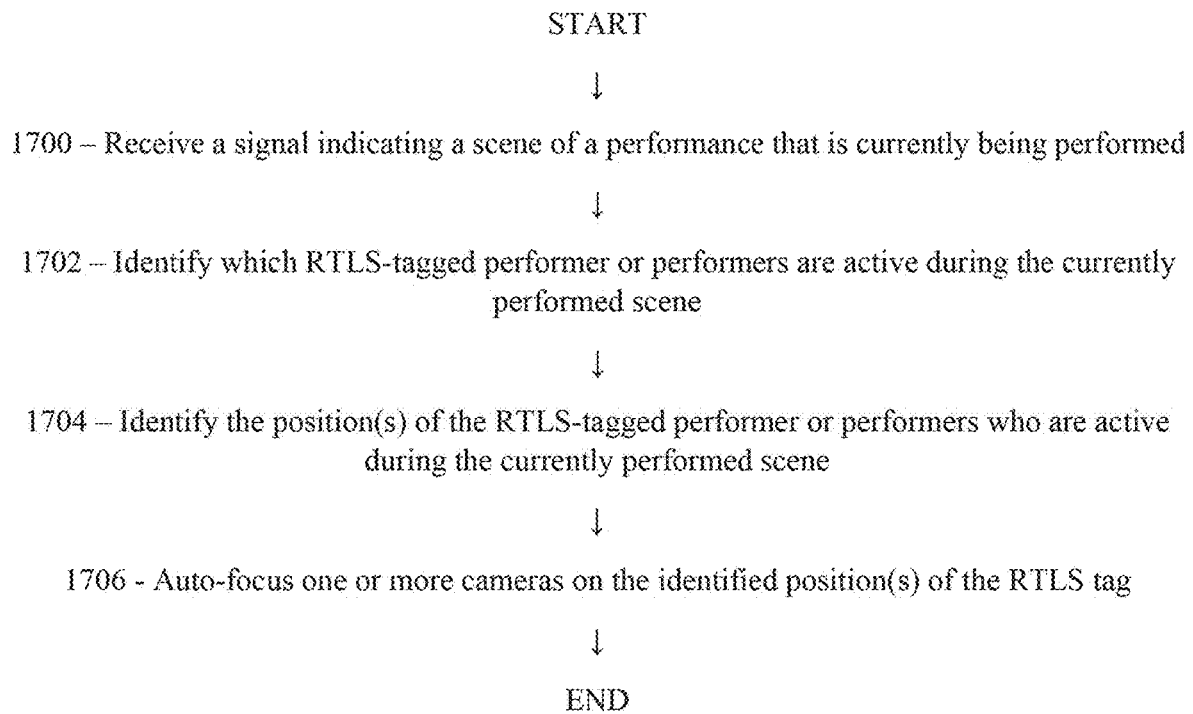 START
↓
1700 – Receive a signal indicating a scene of a performance that is currently being performed
↓
1702 – Identify which RTLS-tagged performer or performers are active during the currently
performed scene
↓
1704 – Identify the position(s) of the RTLS-tagged performer or performers who are active
during the currently performed scene
↓
1706 - Auto-focus one or more cameras on the identified position(s) of the RTLS tag
↓
END